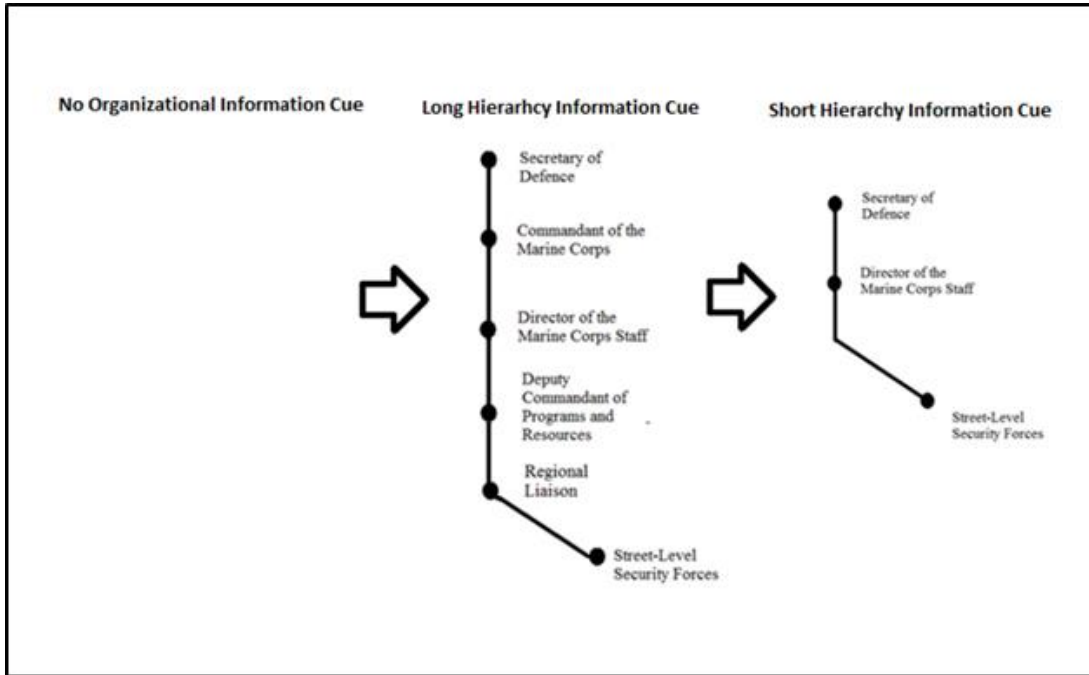 No Organizational Information Cue
Long Hierarhcy Information Cue
Secretary of
Defence
Commandant of the
Marine Corps
Director of the
Marine Corps Staff
Deputy
Commandant of
Programs and
Resources
Regional
Liaison
Street-Level
Security Forces
Short Hierarchy Information Cue
Secretary of
Defence
Director of the
Marine Corps Staff
Street-Level
Security Forces